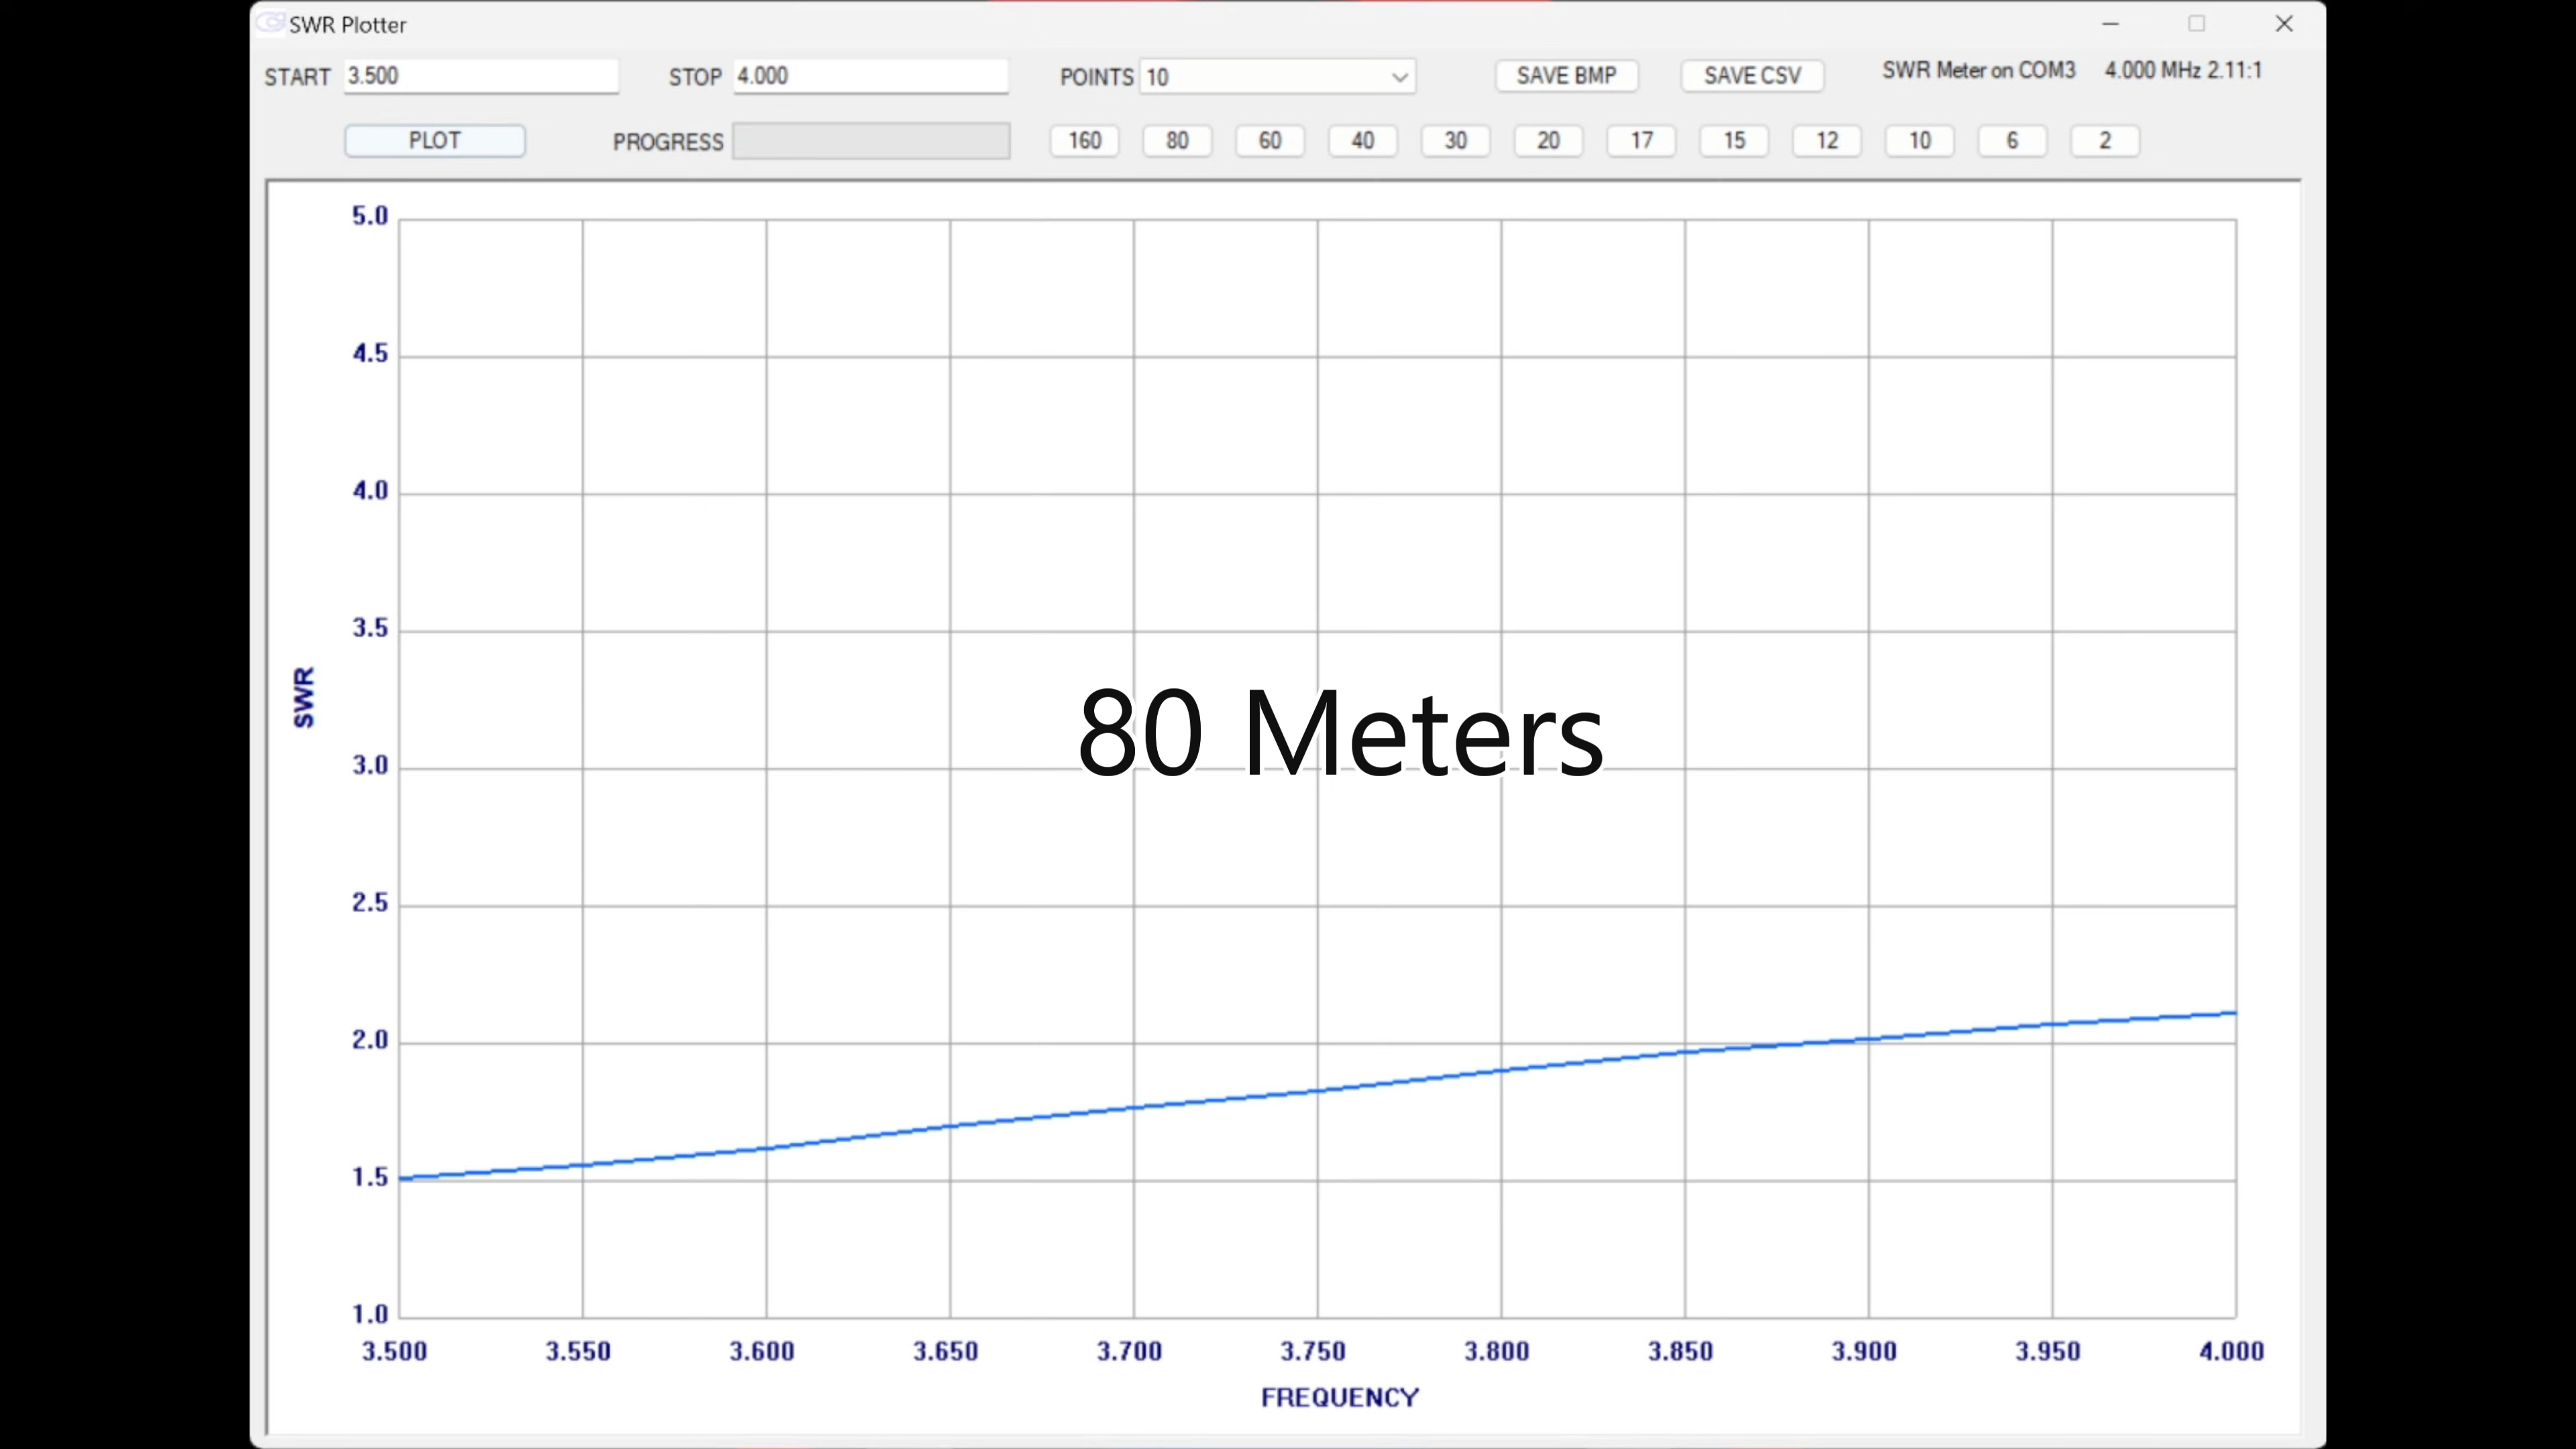 SWR Plotter
START 3.500 STOP 4.000 POINTS 10 SAVE BMP SAVE CSV SWR Meter on COM3 4.000 MHz 2.11:1
PLOT PROGRESS 160 80 60 40 30 20 17 15 12 10 6 2
5.0
4.5
4.0
3.5
SWR
80 Meters
3.0
2.5
2.0
1.5
1.0
3.500 3.550 3.600 3.650 3.700 3.750 3.800 3.850 3.900 3.950 4.000
FREQUENCY